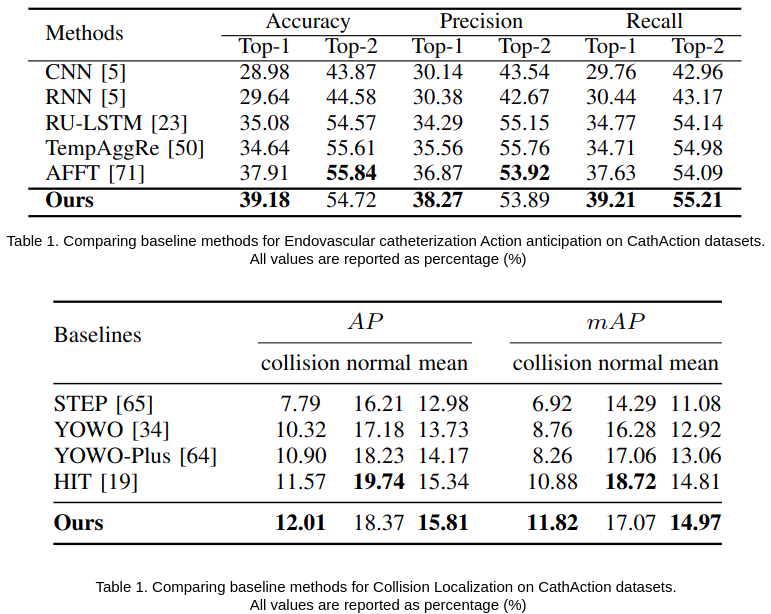 Methods Accuracy Precision Recall
Top-1 Top-2 Top-1 Top-2 Top-1 Top-2
CNN [5] 28.98 43.87 30.14 43.54 29.76 42.96
RNN [5] 29.64 44.58 30.38 42.67 30.44 43.17
RU-LSTM [23] 35.08 54.57 34.29 55.15 34.77 54.14
TempAggRe [50] 34.64 55.61 35.56 55.76 34.71 54.98
AFFT [71] 37.91 55.84 36.87 53.92 37.63 54.09
Ours 39.18 54.72 38.27 53.89 39.21 55.21
Table 1. Comparing baseline methods for Endovascular catheterization Action anticipation on CathAction datasets.
All values are reported as percentage (%)
Baselines AP mAP
collision normal mean collision normal mean
STEP [65] 7.79 16.21 12.98 6.92 14.29 11.08
YOWO [34] 10.32 17.18 13.73 8.76 16.28 12.92
YOWO-Plus [64] 10.90 18.23 14.17 8.26 17.06 13.06
HIT [19] 11.57 19.74 15.34 10.88 18.72 14.81
Ours 12.01 18.37 15.81 11.82 17.07 14.97
Table 1. Comparing baseline methods for Collision Localization on CathAction datasets.
All values are reported as percentage (%)